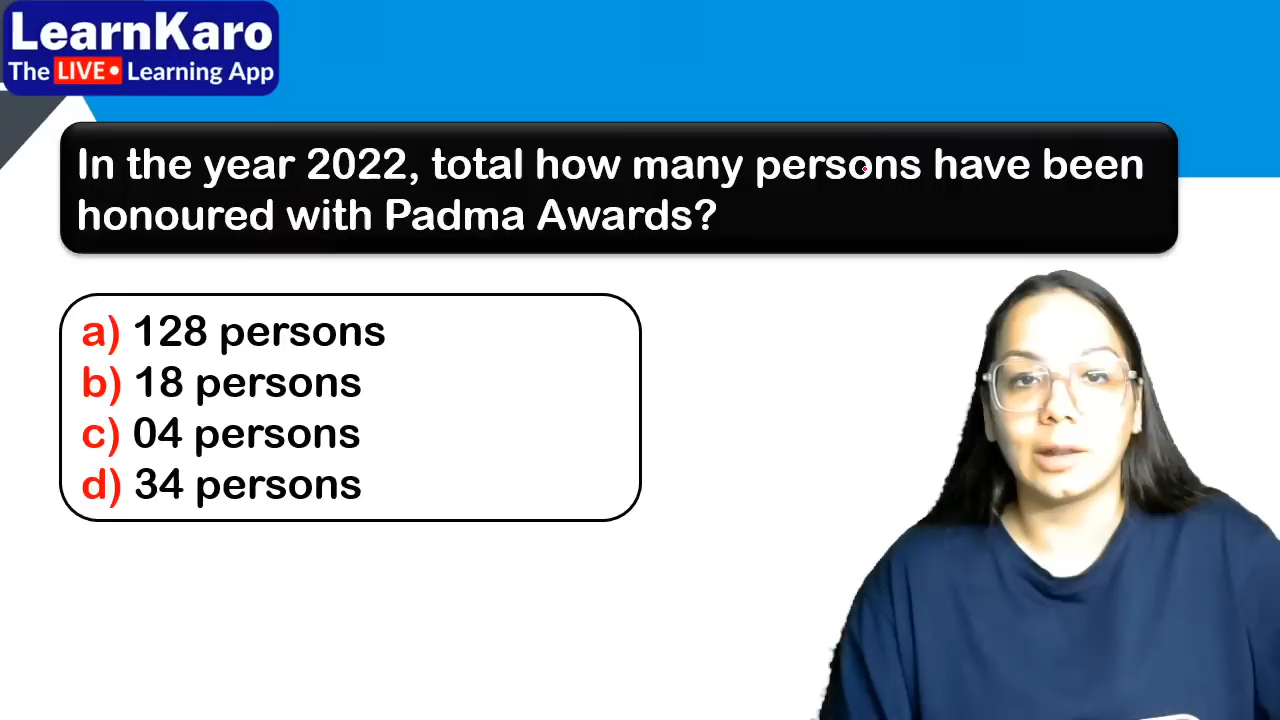 LearnKaro
The LIVE• Learning App
In the year 2022, total how many persons have been
honoured with Padma Awards?
a) 128 persons
b) 18 persons
c) 04 persons
d) 34 persons